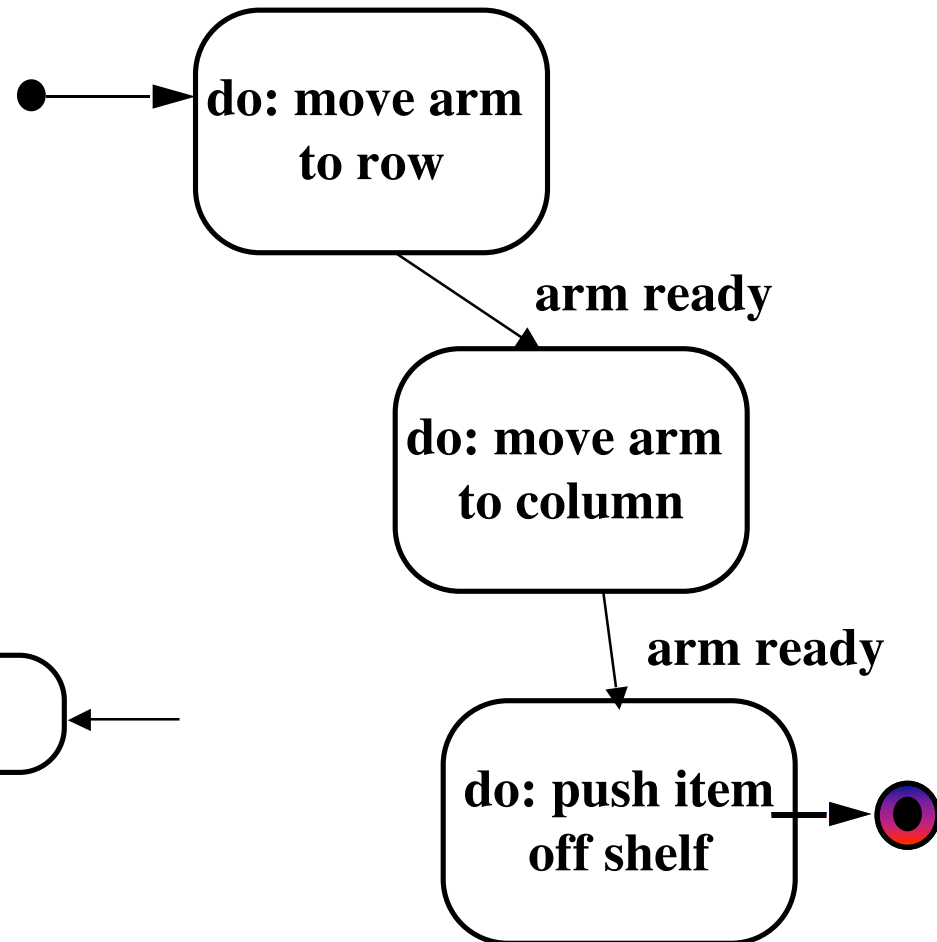 do: move arm
to row
arm ready
do: move arm
to column
arm ready
do: push item
off shelf